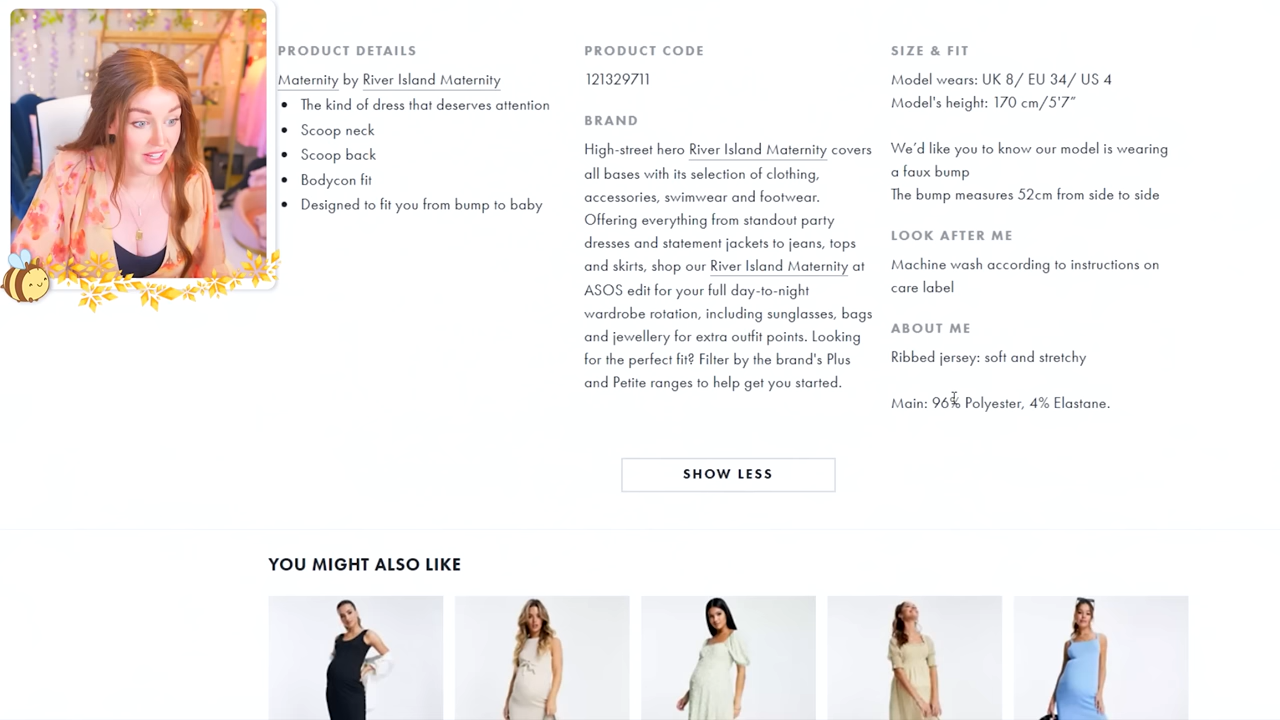 PRODUCT DETAILS
Maternity by River Island Maternity
The kind of dress that deserves attention
Scoop neck
Scoop back
Bodycon fit
Designed to fit you from bump to baby
PRODUCT CODE
121329711
BRAND
High-street hero River Island Maternity covers
all bases with its selection of clothing,
accessories, swimwear and footwear.
Offering everything from standout party
dresses and statement jackets to jeans, tops
and skirts, shop our River Island Maternity at
ASOS edit for your full day-to-night
wardrobe rotation, including sunglasses, bags
and jewellery for extra outfit points. Looking
for the perfect fit? Filter by the brand's Plus
and Petite ranges to help get you started.
SIZE & FIT
Model wears: UK 8/ EU 34/ US 4
Model's height: 170 cm/5'7”
We’d like you to know our model is wearing
a faux bump
The bump measures 52cm from side to side
LOOK AFTER ME
Machine wash according to instructions on
care label
ABOUT ME
Ribbed jersey: soft and stretchy
Main: 96% Polyester, 4% Elastane.
SHOW LESS
YOU MIGHT ALSO LIKE